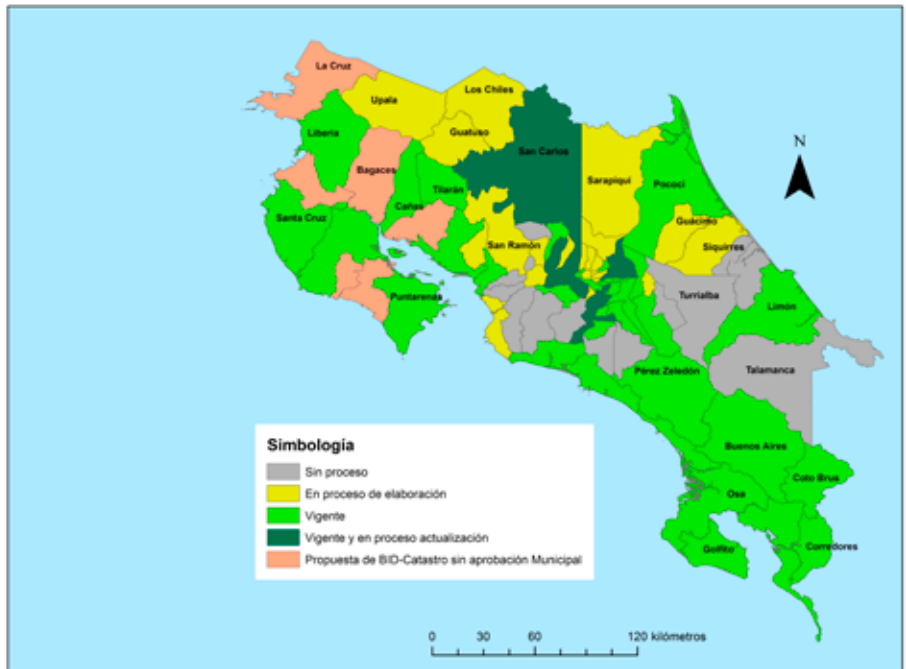 La Cruz
Los Chiles
Upala
Liberia
Guatuso
N
San Carlos
Bagaces
Sarapiquí
Tilarán
Pococí
Cañas
Santa Cruz
Guácimo
San Ramón
Siquirres
Puntarenas
Turrialba
Limón
Pérez Zeledón
Talamanca
Buenos Aires
Coto Brus
Osa
Golfito
Corredores
Simbología
Sin proceso
En proceso de elaboración
Vigente
Vigente y en proceso actualización
Propuesta de BID-Catastro sin aprobación Municipal
0 30 60 120 kilómetros